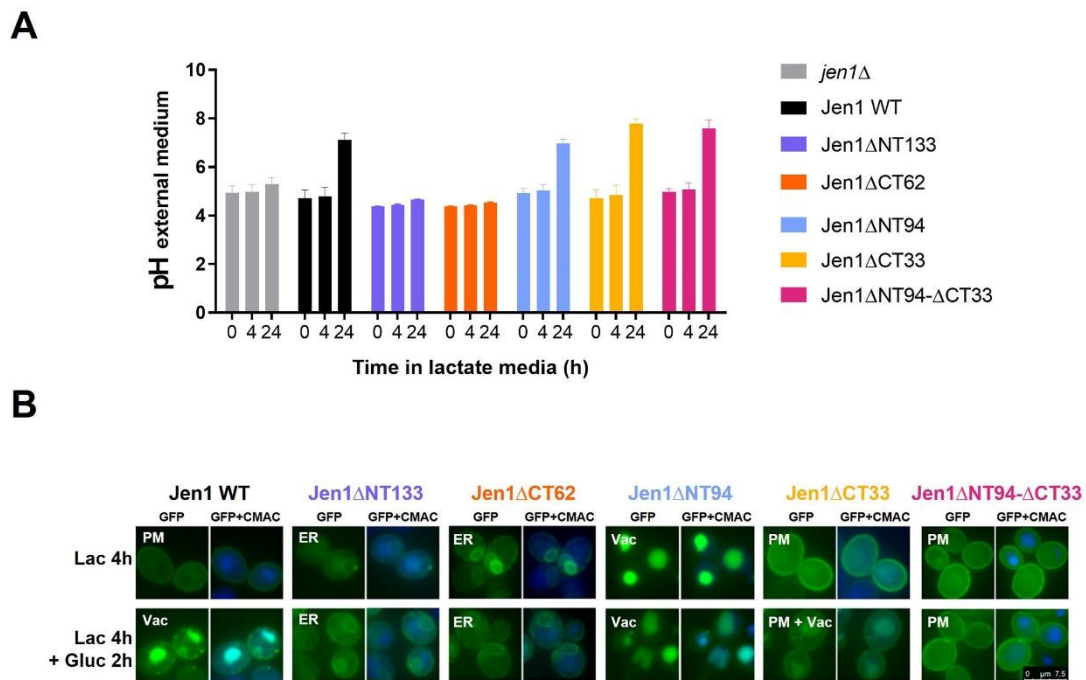 A
pH external medium
10
8
6
4
2
0
0 4 24 0 4 24 0 4 24 0 4 24 0 4 24 0 4 24 0 4 24
Time in lactate media (h)
jen1Δ
Jen1 WT
Jen1ΔNT133
Jen1ΔCT62
Jen1ΔNT94
Jen1ΔCT33
Jen1ΔNT94-ΔCT33
B
Jen1 WT Jen1ΔNT133 Jen1ΔCT62 Jen1ΔNT94 Jen1ΔCT33 Jen1ΔNT94-ΔCT33
GFP GFP+CMAC GFP GFP+CMAC GFP GFP+CMAC GFP GFP+CMAC GFP GFP+CMAC GFP GFP+CMAC
Lac 4h PM ER ER Vac PM PM
Lac 4h
+ Gluc 2h
Vac ER ER Vac PM + Vac PM
0 µm 7,5